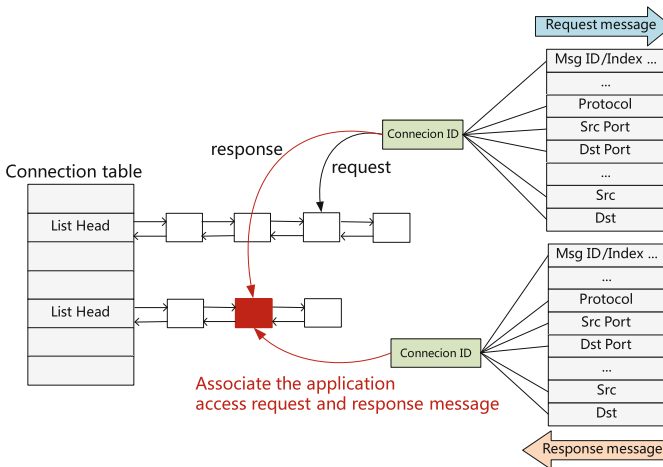 Request message
Msg ID/Index ...
...
Protocol
Src Port
Dst Port
...
Src
Dst
Connecion ID
response
request
Connection table
List Head
List Head
Msg ID/Index ...
...
Protocol
Src Port
Dst Port
...
Src
Dst
Connecion ID
Associate the application
access request and response message
Response message